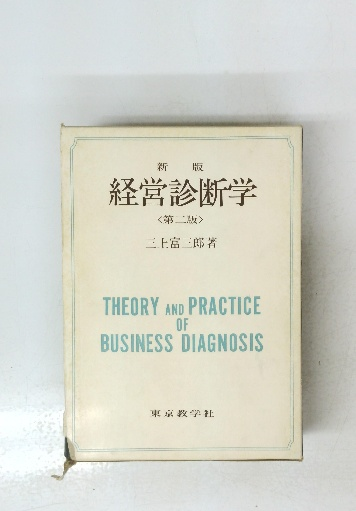 新版
経営診断学
〈第二版〉
三上富三郎著
THEORY AND PRACTICE
OF
BUSINESS DIAGNOSIS
東京教学社